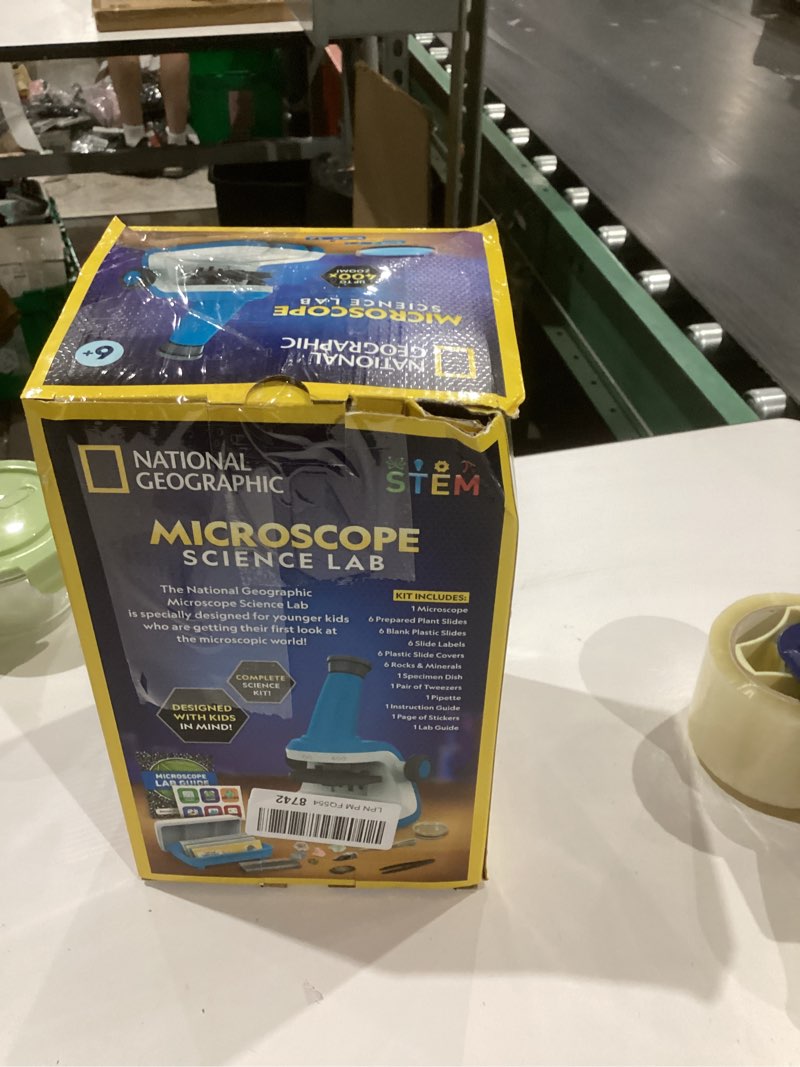 6+
UP TO
400x
ZOOM!
MICROSCOPE
SCIENCE LAB
NATIONAL
GEOGRAPHIC
NATIONAL
GEOGRAPHIC
STEM
MICROSCOPE
SCIENCE LAB
The National Geographic
Microscope Science Lab
is specially designed for younger kids
who are getting their first look at
the microscopic world!
COMPLETE
SCIENCE
KIT!
DESIGNED
WITH KIDS
IN MIND!
KIT INCLUDES:
1 Microscope
6 Prepared Plant Slides
6 Blank Plastic Slides
6 Slide Labels
6 Plastic Slide Covers
6 Rocks & Minerals
1 Specimen Dish
1 Pair of Tweezers
1 Pipette
1 Instruction Guide
1 Page of Stickers
1 Lab Guide
MICROSCOPE
LAB GUIDE
LPN PM FQ554 8742